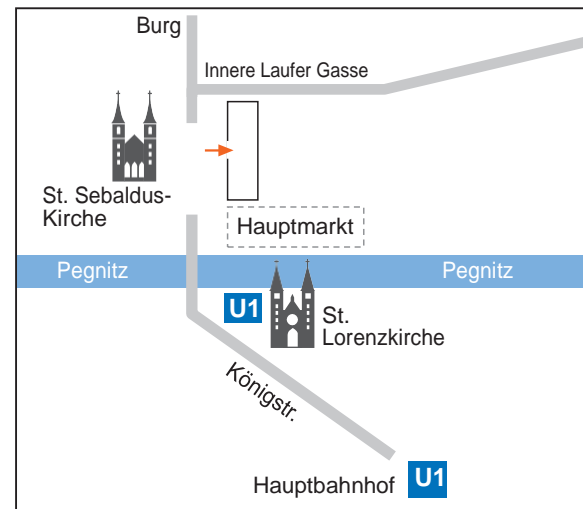 Burg
Innere Laufer Gasse
St. Sebaldus-
Kirche
Hauptmarkt
Pegnitz
Pegnitz
U1
St.
Lorenzkirche
Königstr.
Hauptbahnhof
U1